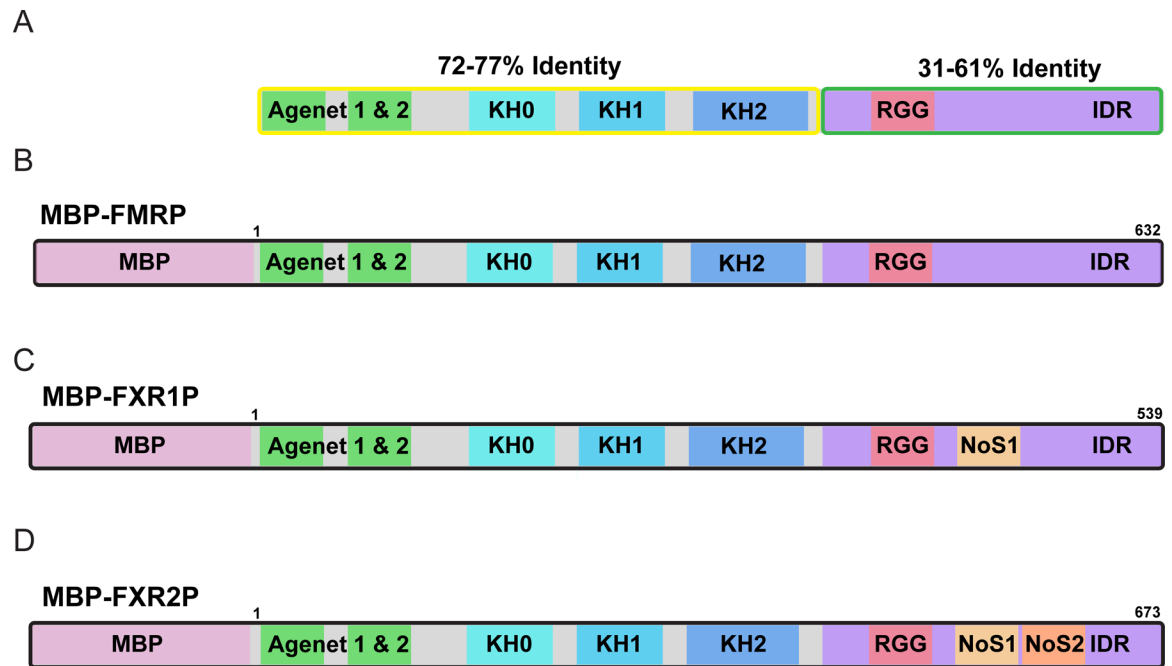 A
72-77% Identity 31-61% Identity
Agenet 1 & 2 KH0 KH1 KH2 RGG IDR
B
MBP-FMRP
1 632
MBP Agenet 1 & 2 KH0 KH1 KH2 RGG IDR
C
MBP-FXR1P
1 539
MBP Agenet 1 & 2 KH0 KH1 KH2 RGG NoS1 IDR
D
MBP-FXR2P
1 673
MBP Agenet 1 & 2 KH0 KH1 KH2 RGG NoS1 NoS2 IDR